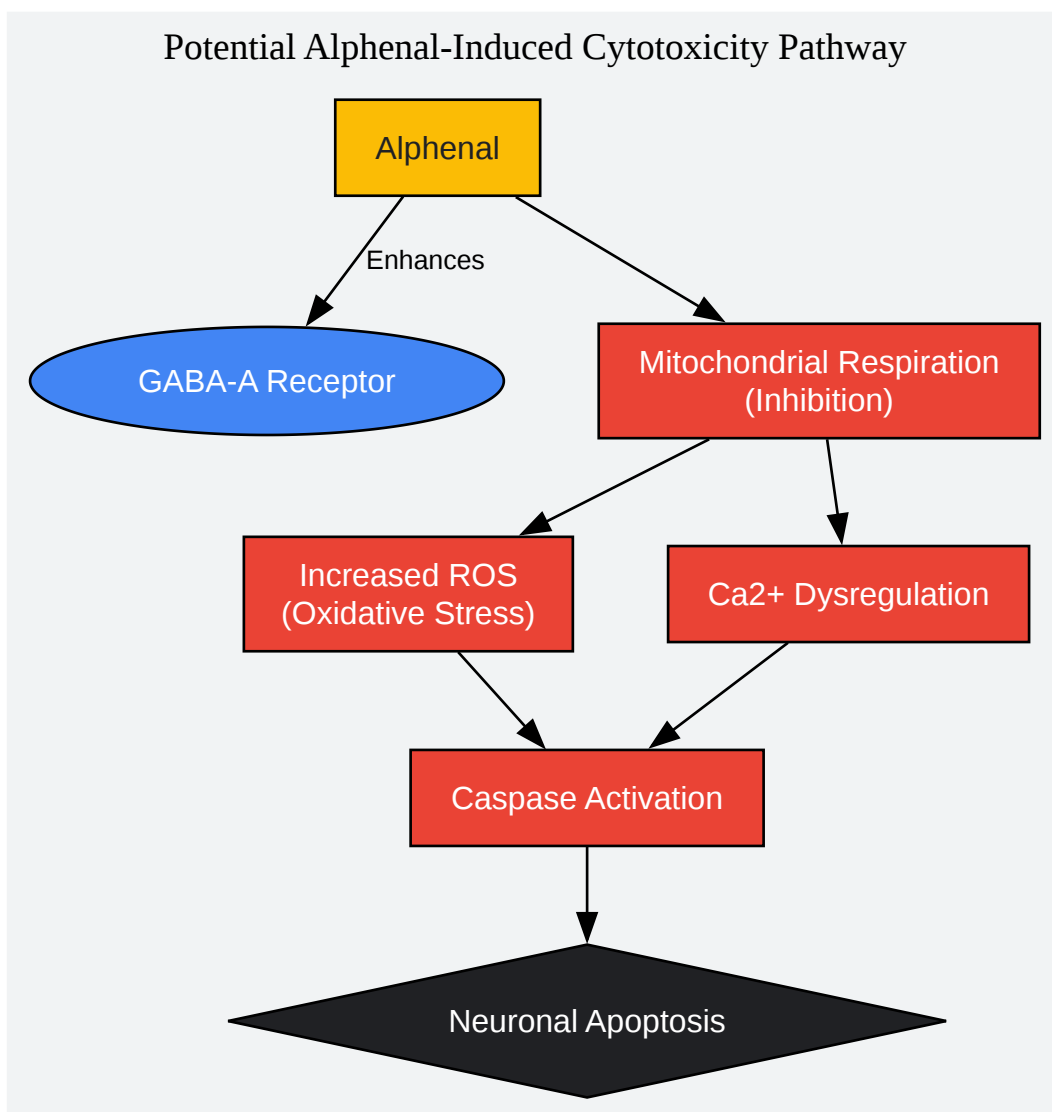 Potential Alphenal-Induced Cytotoxicity Pathway
Alphenal
Enhances
GABA-A Receptor
Mitochondrial Respiration
(Inhibition)
Increased ROS
(Oxidative Stress)
Ca2+ Dysregulation
Caspase Activation
Neuronal Apoptosis